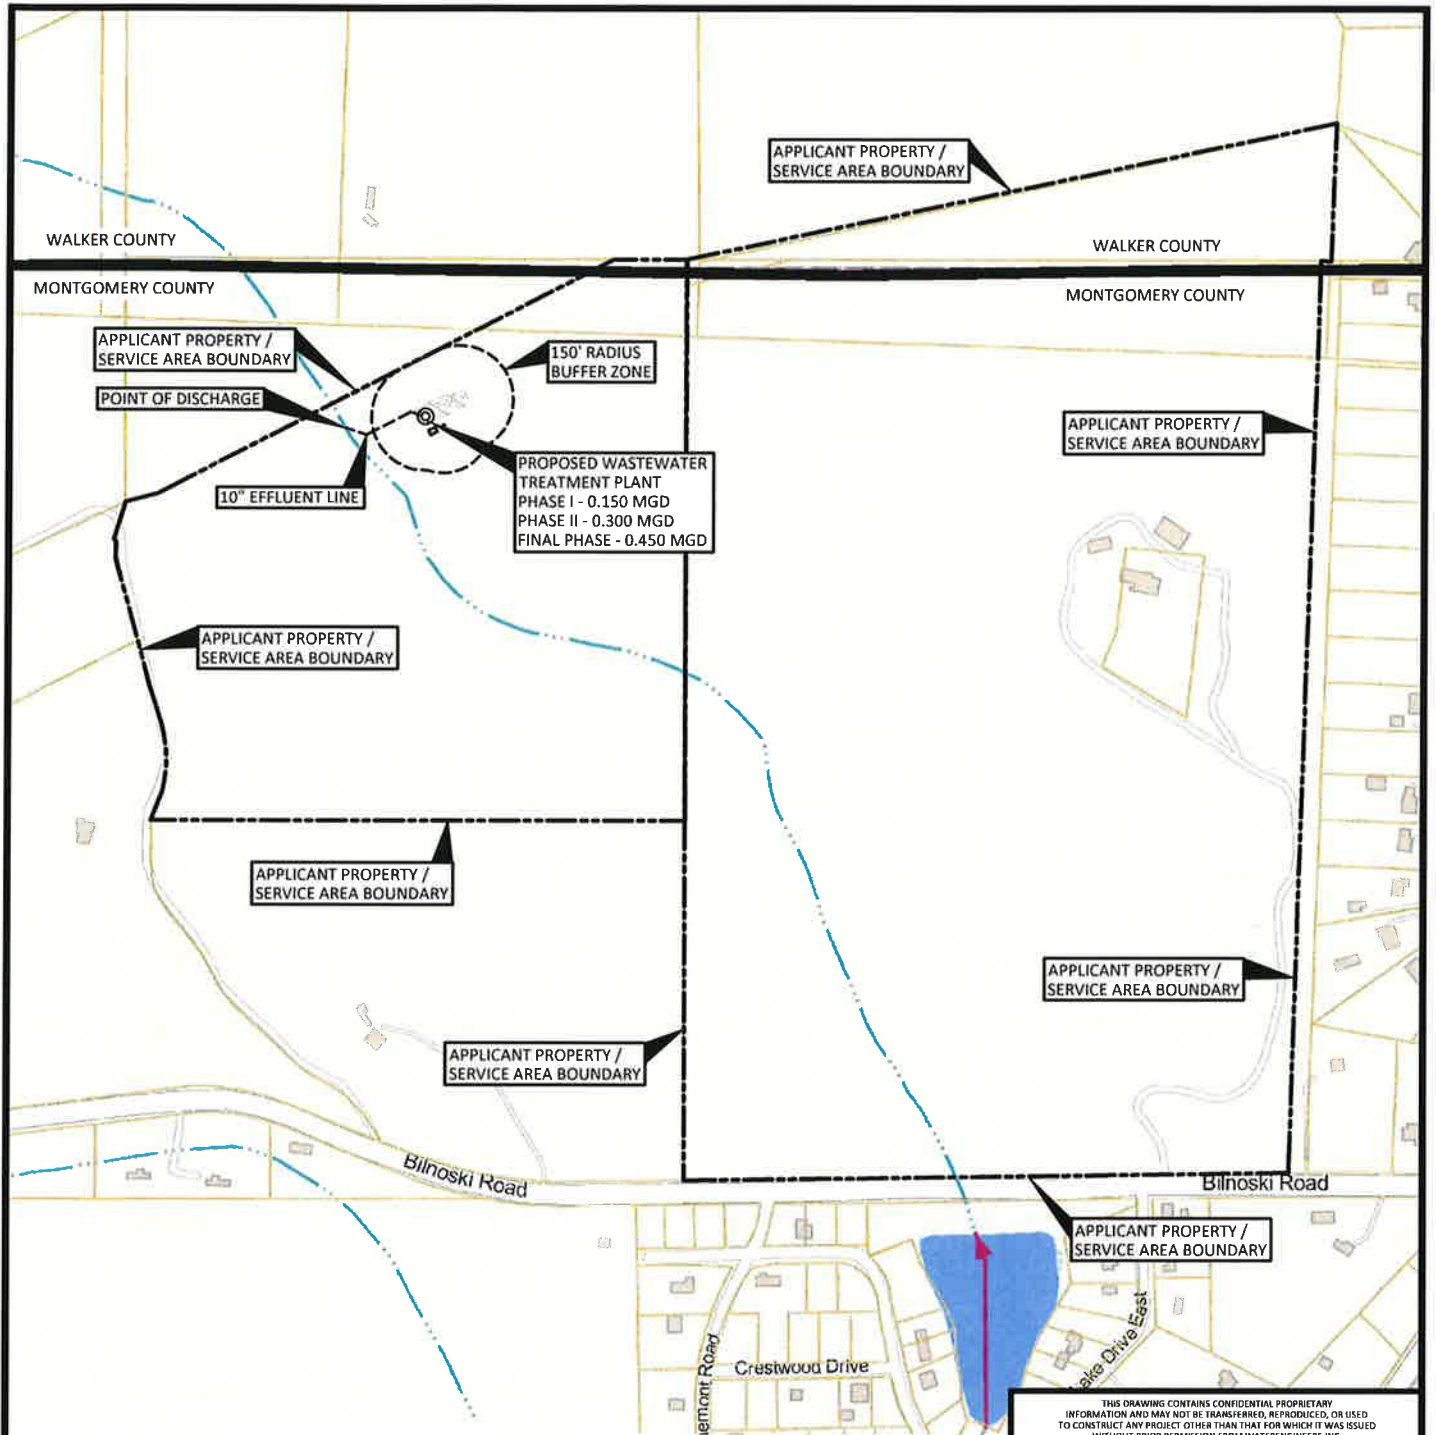 APPLICANT PROPERTY /
SERVICE AREA BOUNDARY
WALKER COUNTY
WALKER COUNTY
MONTGOMERY COUNTY
MONTGOMERY COUNTY
APPLICANT PROPERTY /
SERVICE AREA BOUNDARY
150' RADIUS
BUFFER ZONE
POINT OF DISCHARGE
APPLICANT PROPERTY /
SERVICE AREA BOUNDARY
10" EFFLUENT LINE
PROPOSED WASTEWATER
TREATMENT PLANT
PHASE I - 0.150 MGD
PHASE II - 0.300 MGD
FINAL PHASE - 0.450 MGD
APPLICANT PROPERTY /
SERVICE AREA BOUNDARY
APPLICANT PROPERTY /
SERVICE AREA BOUNDARY
APPLICANT PROPERTY /
SERVICE AREA BOUNDARY
APPLICANT PROPERTY /
SERVICE AREA BOUNDARY
Bilnoski Road
Bilnoski Road
APPLICANT PROPERTY /
SERVICE AREA BOUNDARY
Crestwood Drive
emont Road
Lake Drive East
THIS DRAWING CONTAINS CONFIDENTIAL PROPRIETARY
INFORMATION AND MAY NOT BE TRANSFERRED, REPRODUCED, OR USED
TO CONSTRUCT ANY PROJECT OTHER THAN THAT FOR WHICH IT WAS ISSUED